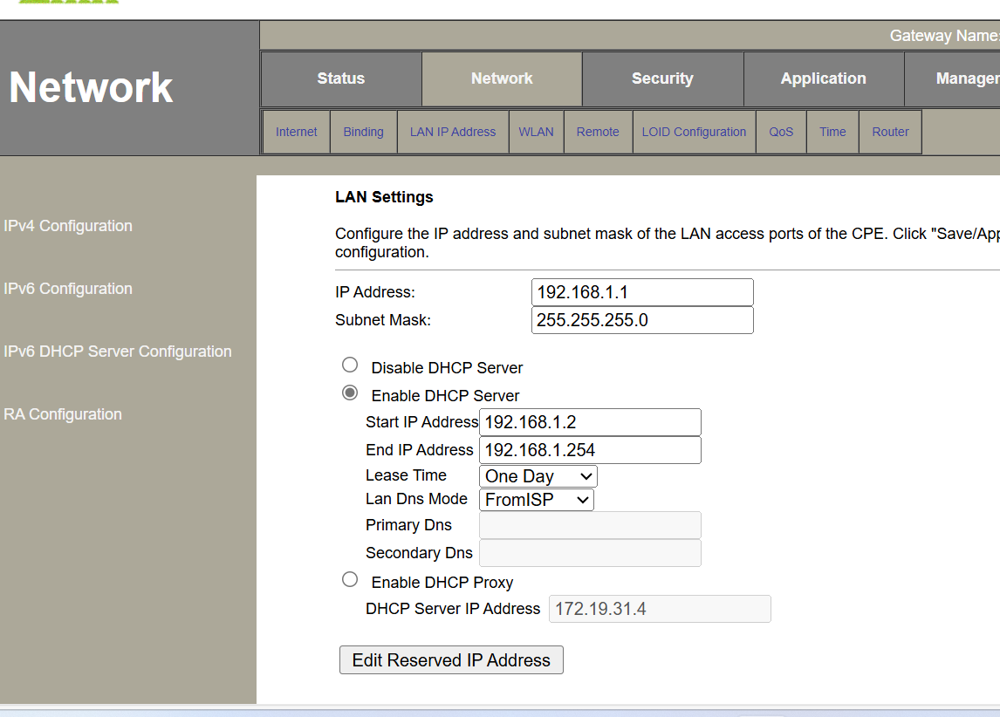 Gateway Name:
Network
Status Network Security Application Manager
Internet Binding LAN IP Address WLAN Remote LOID Configuration QoS Time Router
LAN Settings
IPv4 Configuration
Configure the IP address and subnet mask of the LAN access ports of the CPE. Click "Save/App
configuration.
IPv6 Configuration
IP Address: 192.168.1.1
Subnet Mask: 255.255.255.0
IPv6 DHCP Server Configuration
Disable DHCP Server
Enable DHCP Server
RA Configuration
Start IP Address 192.168.1.2
End IP Address 192.168.1.254
Lease Time One Day
Lan Dns Mode FromISP
Primary Dns
Secondary Dns
Enable DHCP Proxy
DHCP Server IP Address 172.19.31.4
Edit Reserved IP Address